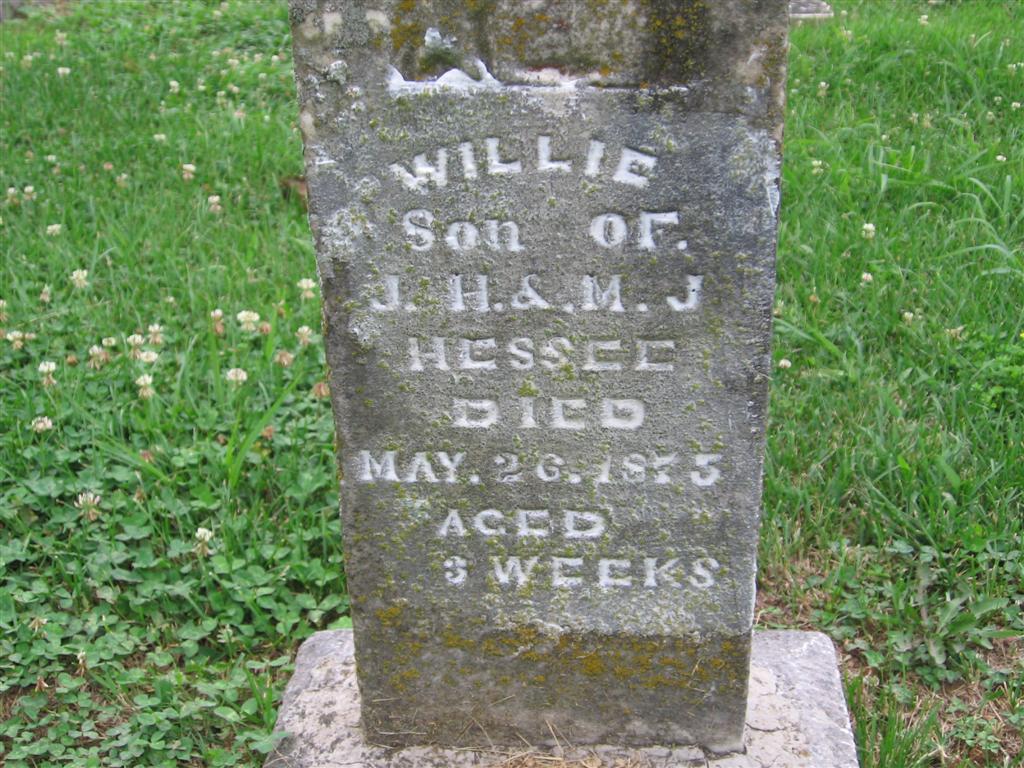 WILLIE
Son OF.
J. H. &. M. J
HESSEE
DIED
MAY. 26. 1875
AGED
3 WEEKS